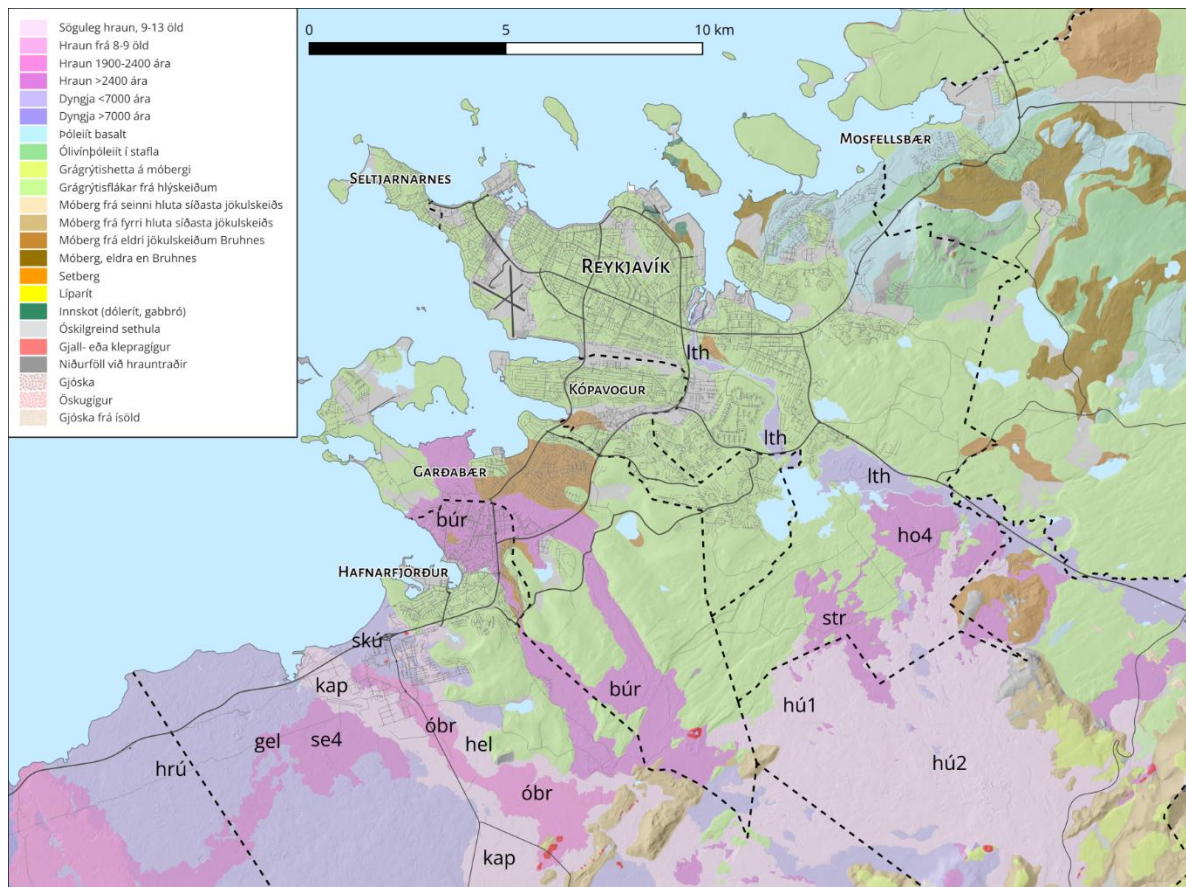 Söguleg hraun, 9-13 öld
Hraun frá 8-9 öld
Hraun 1900-2400 ára
Hraun >2400 ára
Dyngja <7000 ára
Dyngja >7000 ára
Þóleiít basalt
Ólivínþóleiít í stafla
Grágrýtishetta á móbergi
Grágrýtisflákar frá hlýskeiðum
Móberg frá seinni hluta síðasta jökulskeiðs
Móberg frá fyrri hluta síðasta jökulskeiðs
Móberg frá eldri jökulskeiðum Bruhnes
Móberg, eldra en Bruhnes
Setberg
Líparít
Innskot (dólerít, gabbró)
Óskilgreind sethula
Gjall- eða klepragígur
Niðurföll við hrauntraðir
Gjóska
Öskugígur
Gjóska frá ísöld
0 5 10 km
MOSFELLSBÆR
SELTJARNARNES
REYKJAVÍK
lth
KÓPAVOGUR
lth
GARÐABÆR
lth
búr
ho4
HAFNARFJÖRÐUR
str
skú
kap
búr
hú1
óbr
gel
se4
hel
hrú
hú2
óbr
kap